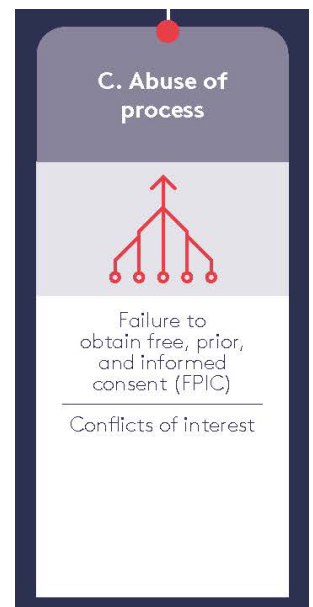 C. Abuse of
process
Failure to
obtain free, prior,
and informed
consent (FPIC)
Conflicts of interest